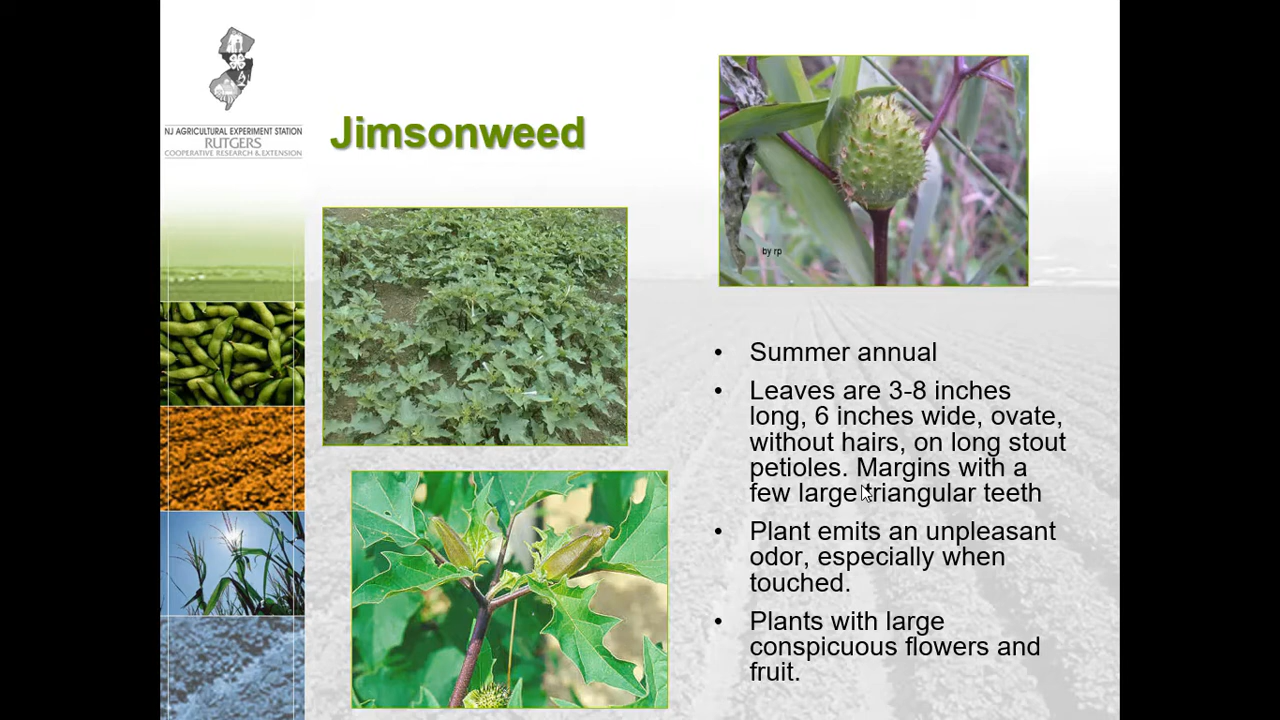 NJ AGRICULTURAL EXPERIMENT STATION
RUTGERS
COOPERATIVE RESEARCH & EXTENSION
Jimsonweed
by rp
• Summer annual
• Leaves are 3-8 inches
long, 6 inches wide, ovate,
without hairs, on long stout
petioles. Margins with a
few large triangular teeth
• Plant emits an unpleasant
odor, especially when
touched.
• Plants with large
conspicuous flowers and
fruit.